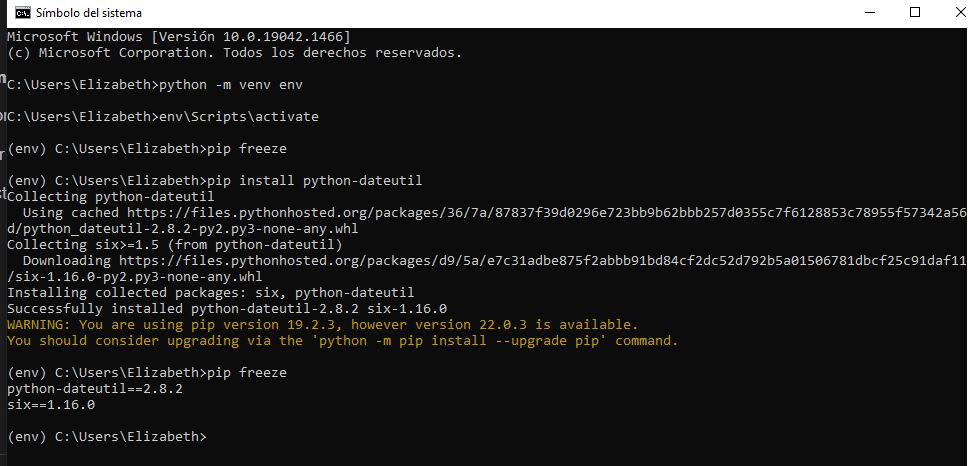 Símbolo del sistema
Microsoft Windows [Versión 10.0.19042.1466]
(c) Microsoft Corporation. Todos los derechos reservados.
C:\Users\Elizabeth>python -m venv env
C:\Users\Elizabeth>env\Scripts\activate
(env) C:\Users\Elizabeth>pip freeze
(env) C:\Users\Elizabeth>pip install python-dateutil
Collecting python-dateutil
  Using cached https://files.pythonhosted.org/packages/36/7a/87837f39d0296e723bb9b62bbb257d0355c7f6128853c78955f57342a56
d/python_dateutil-2.8.2-py2.py3-none-any.whl
Collecting six>=1.5 (from python-dateutil)
  Downloading https://files.pythonhosted.org/packages/d9/5a/e7c31adbe875f2abbb91bd84cf2dc52d792b5a01506781dbcf25c91daf11
/six-1.16.0-py2.py3-none-any.whl
Installing collected packages: six, python-dateutil
Successfully installed python-dateutil-2.8.2 six-1.16.0
WARNING: You are using pip version 19.2.3, however version 22.0.3 is available.
You should consider upgrading via the 'python -m pip install --upgrade pip' command.
(env) C:\Users\Elizabeth>pip freeze
python-dateutil==2.8.2
six==1.16.0
(env) C:\Users\Elizabeth>